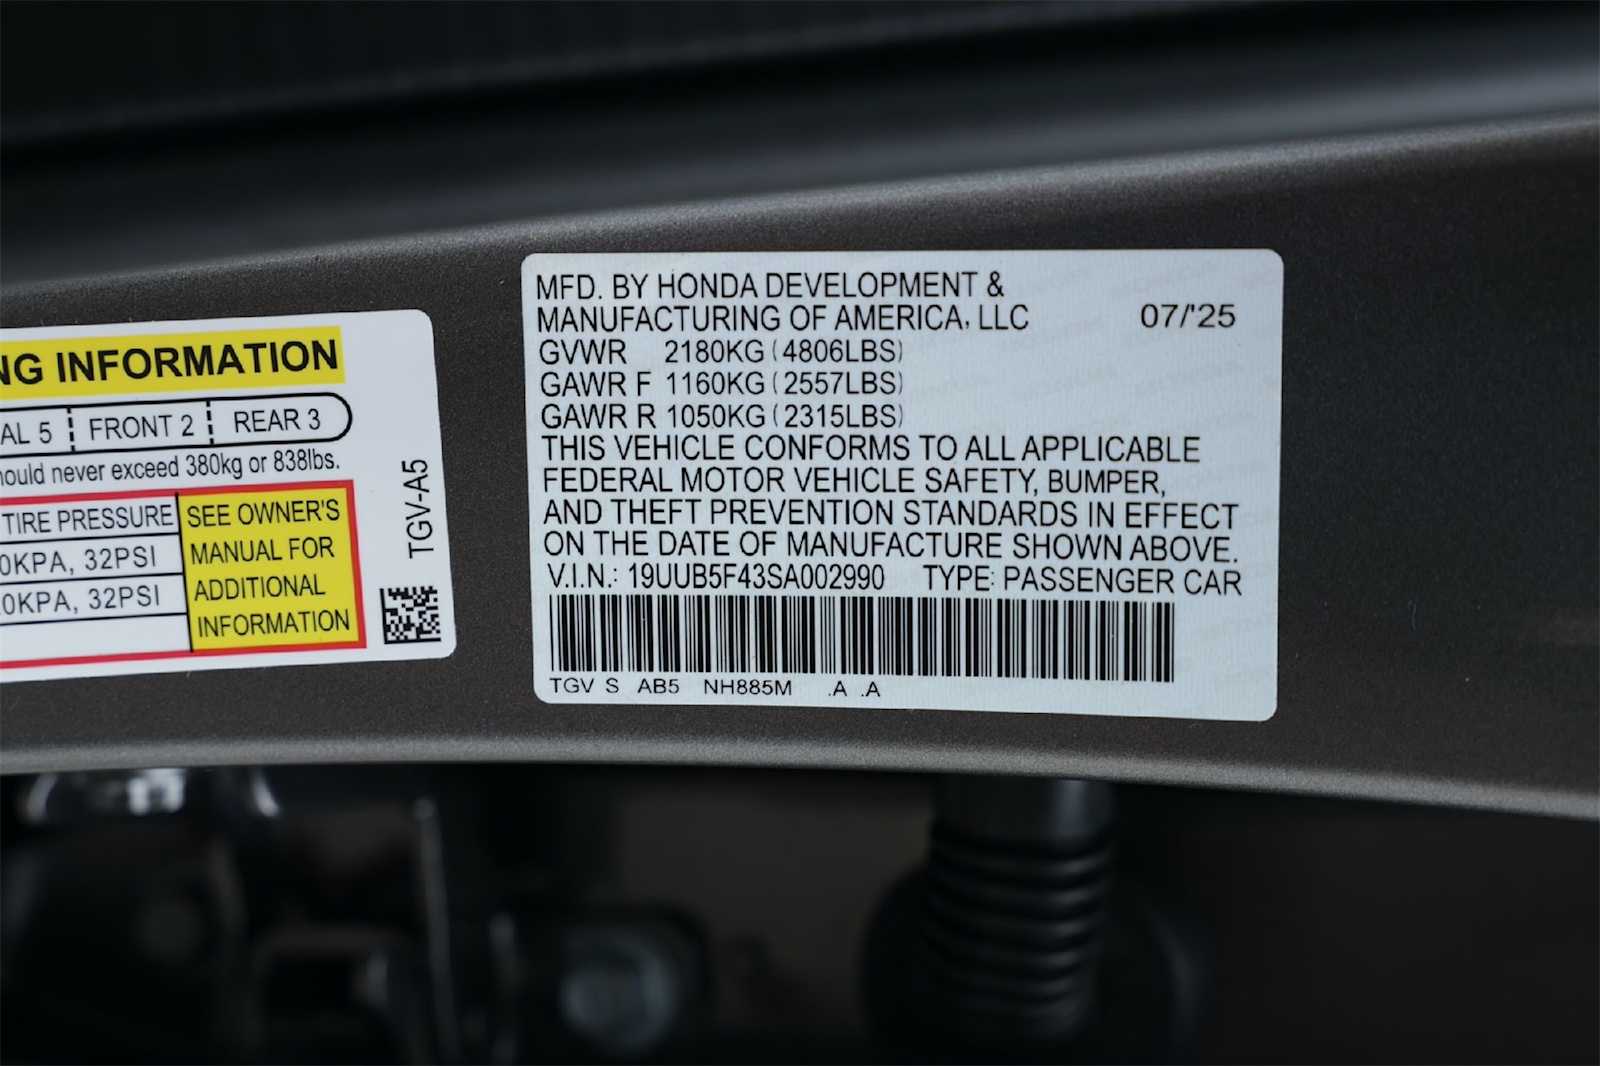 NG INFORMATION
AL 5 FRONT 2 REAR 3
ould never exceed 380kg or 838lbs.
TIRE PRESSURE
0KPA, 32PSI
0KPA, 32PSI
SEE OWNER'S
MANUAL FOR
ADDITIONAL
INFORMATION
TGV-A5
MFD. BY HONDA DEVELOPMENT &
MANUFACTURING OF AMERICA, LLC 07/'25
GVWR 2180KG (4806LBS)
GAWR F 1160KG (2557LBS)
GAWR R 1050KG (2315LBS)
THIS VEHICLE CONFORMS TO ALL APPLICABLE
FEDERAL MOTOR VEHICLE SAFETY, BUMPER,
AND THEFT PREVENTION STANDARDS IN EFFECT
ON THE DATE OF MANUFACTURE SHOWN ABOVE.
V.I.N.: 19UUB5F43SA002990 TYPE: PASSENGER CAR
TGV S AB5 NH885M .A .A